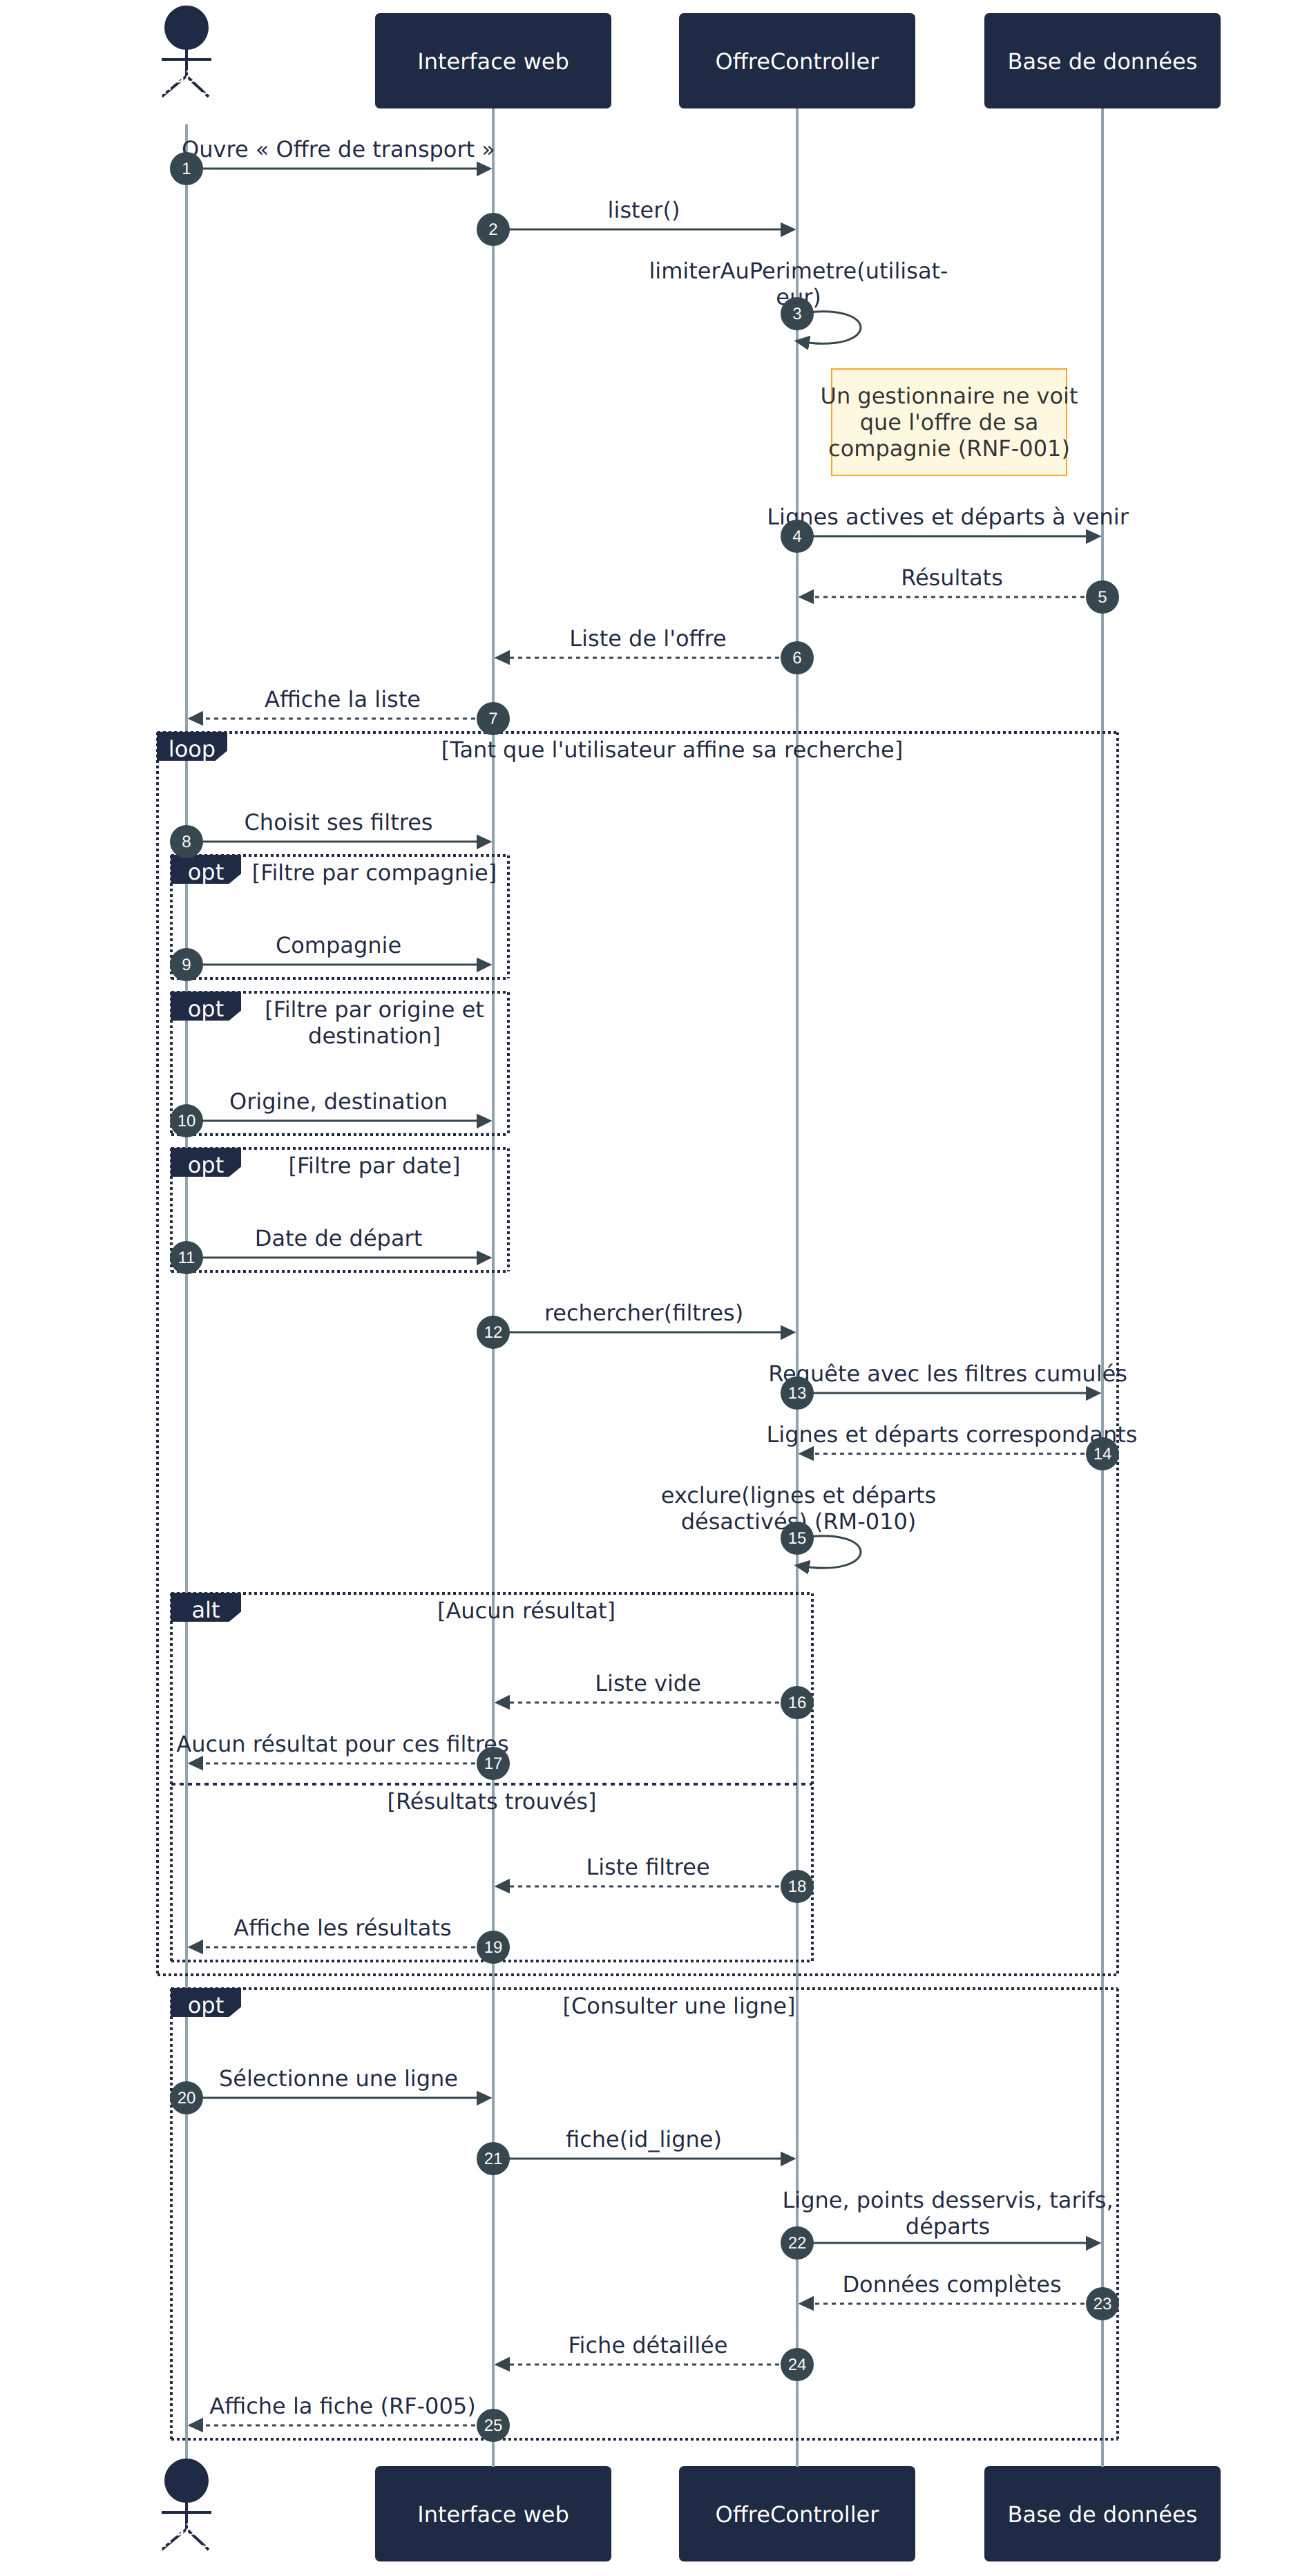 Interface web
OffreController
Base de données
Ouvre « Offre de transport »
1
lister()
2
limiterAuPerimetre(utilisat-
eur)
3
Un gestionnaire ne voit
que l'offre de sa
compagnie (RNF-001)
Lignes actives et départs à venir
4
Résultats
5
Liste de l'offre
6
Affiche la liste
7
loop
[Tant que l'utilisateur affine sa recherche]
Choisit ses filtres
8
opt
[Filtre par compagnie]
Compagnie
9
opt
[Filtre par origine et
destination]
Origine, destination
10
opt
[Filtre par date]
Date de départ
11
rechercher(filtres)
12
Requête avec les filtres cumulés
13
Lignes et départs correspondants
14
exclure(lignes et départs
désactivés) (RM-010)
15
alt
[Aucun résultat]
Liste vide
16
Aucun résultat pour ces filtres
17
[Résultats trouvés]
Liste filtree
18
Affiche les résultats
19
opt
[Consulter une ligne]
Sélectionne une ligne
20
fiche(id_ligne)
21
Ligne, points desservis, tarifs,
départs
22
Données complètes
23
Fiche détaillée
24
Affiche la fiche (RF-005)
25
Interface web
OffreController
Base de données